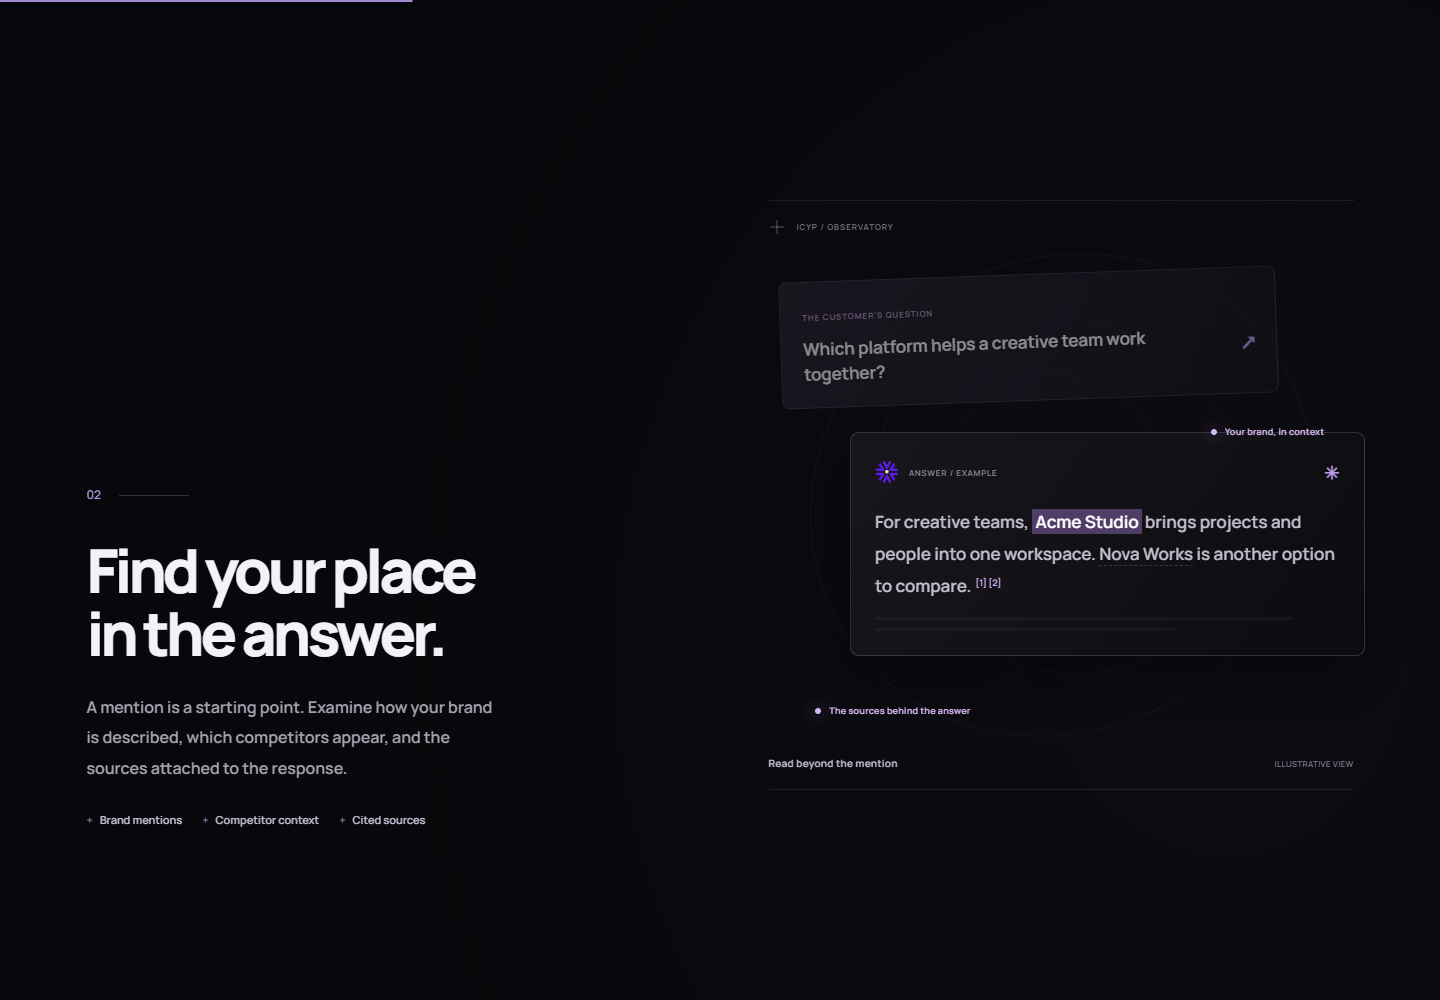 02
Find your place
in the answer.
A mention is a starting point. Examine how your brand
is described, which competitors appear, and the
sources attached to the response.
+ Brand mentions + Competitor context + Cited sources
ICYP / OBSERVATORY
THE CUSTOMER'S QUESTION
Which platform helps a creative team work
together?
↗
Your brand, in context
ANSWER / EXAMPLE
For creative teams, Acme Studio brings projects and
people into one workspace. Nova Works is another option
to compare. [1] [2]
The sources behind the answer
Read beyond the mention
ILLUSTRATIVE VIEW